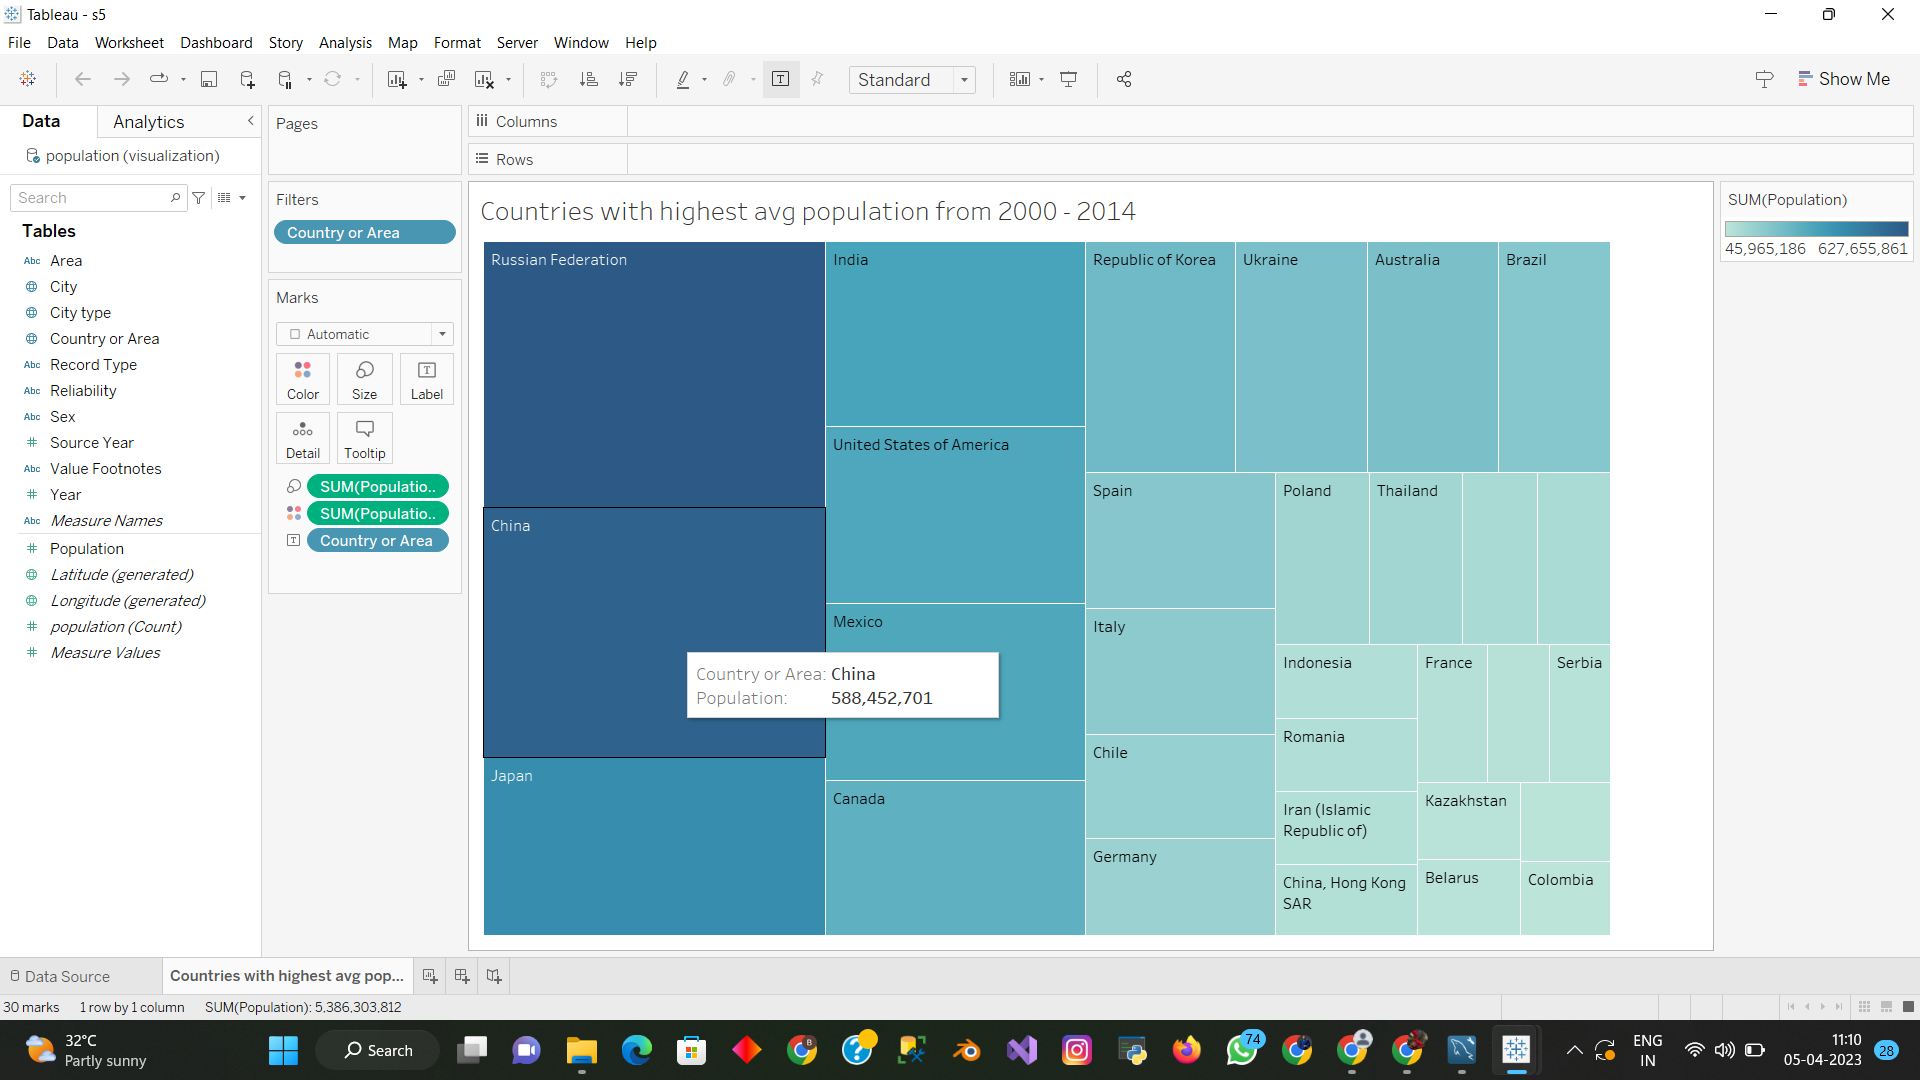 Tableau - s5
File Data Worksheet Dashboard Story Analysis Map Format Server Window Help
Standard
Show Me
Data
Analytics
population (visualization)
Search
Tables
Abc Area
City
City type
Country or Area
Abc Record Type
Abc Reliability
Abc Sex
# Source Year
Abc Value Footnotes
# Year
Abc Measure Names
# Population
Latitude (generated)
Longitude (generated)
# population (Count)
# Measure Values
Pages
Filters
Country or Area
Marks
Automatic
Color Size Label
Detail Tooltip
SUM(Populatio..
SUM(Populatio..
Country or Area
Columns
Rows
Countries with highest avg population from 2000 - 2014
Russian Federation
China
Japan
India
United States of America
Mexico
Canada
Country or Area: China
Population: 588,452,701
Republic of Korea
Ukraine
Australia
Brazil
Spain
Italy
Chile
Germany
Poland
Thailand
Indonesia
Romania
Iran (Islamic
Republic of)
China, Hong Kong
SAR
France
Serbia
Kazakhstan
Belarus
Colombia
SUM(Population)
45,965,186 627,655,861
Data Source
Countries with highest avg pop...
30 marks 1 row by 1 column SUM(Population): 5,386,303,812
32°C
Partly sunny
Search
74
ENG
IN
11:10
05-04-2023
28